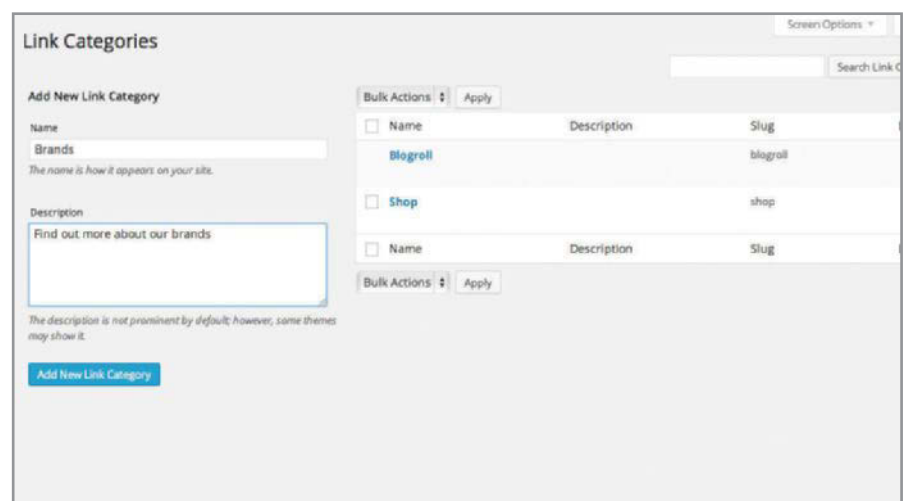 Screen Options
Link Categories
Search Link
Add New Link Category
Bulk Actions Apply
Name
Name Description Slug
Brands
Blogroll blogroll
The name is how it appears on your site.
Shop shop
Description
Find out more about our brands
Name Description Slug
Bulk Actions Apply
The description is not prominent by default; however, some themes
may show it.
Add New Link Category